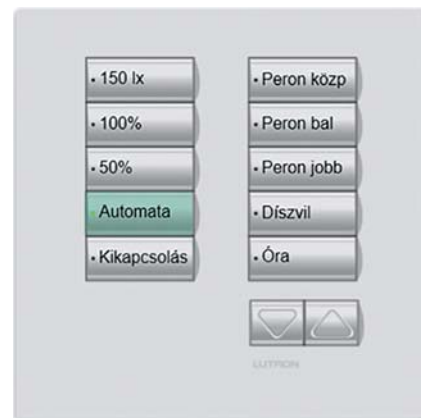 150 lx
100%
50%
Automata
Kikapcsolás
Peron közp
Peron bal
Peron jobb
Díszvil
Óra
LUTRON